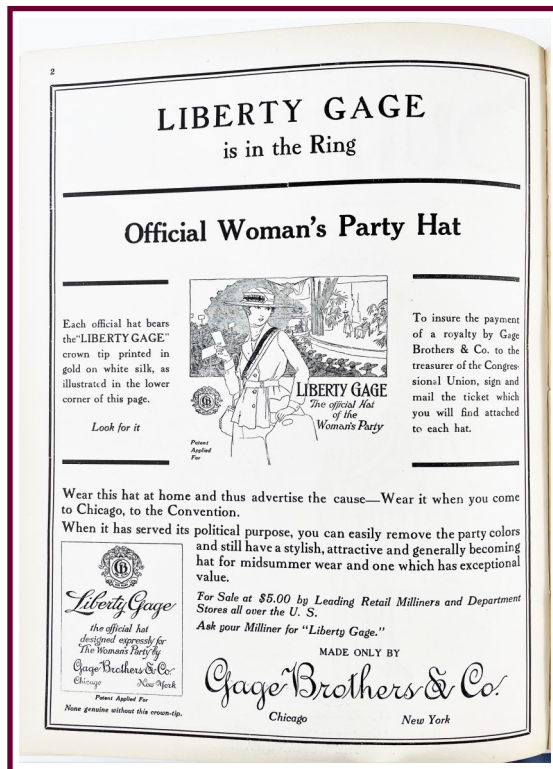 2
LIBERTY GAGE
is in the Ring
Official Woman's Party Hat
Each official hat bears
the "LIBERTY GAGE"
crown tip printed in
gold on white silk, as
illustrated in the lower
corner of this page.
Look for it
LIBERTY GAGE
The official Hat
of the
Woman's Party
GB
Patent
Applied
For
To insure the payment
of a royalty by Gage
Brothers & Co. to the
treasurer of the Congres-
sional Union, sign and
mail the ticket which
you will find attached
to each hat.
Wear this hat at home and thus advertise the cause—Wear it when you come
to Chicago, to the Convention.
When it has served its political purpose, you can easily remove the party colors
and still have a stylish, attractive and generally becoming
hat for midsummer wear and one which has exceptional
value.
GB
Liberty Gage
the official hat
designed expressly for
The Woman's Party by
Gage Brothers & Co.
Chicago New York
Patent Applied For
None genuine without this crown-tip.
For Sale at $5.00 by Leading Retail Milliners and Department
Stores all over the U. S.
Ask your Milliner for "Liberty Gage."
MADE ONLY BY
Gage Brothers & Co.
Chicago New York